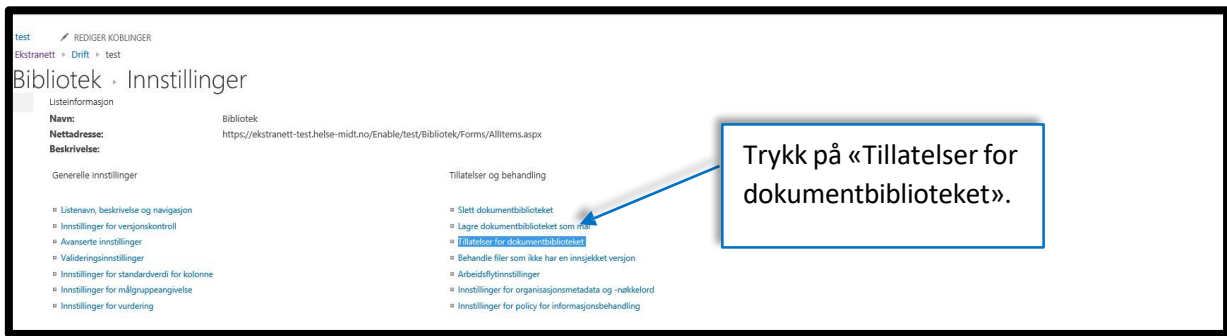 test REDIGER KOBLINGER
Ekstranett ▸ Drift ▸ test
Bibliotek ▸ Innstillinger
Listeinformasjon
Navn: Bibliotek
Nettadresse: https://ekstranett-test.helse-midt.no/Enable/test/Bibliotek/Forms/AllItems.aspx
Beskrivelse:
Generelle innstillinger
Listenavn, beskrivelse og navigasjon
Innstillinger for versjonskontroll
Avanserte innstillinger
Valideringsinnstillinger
Innstillinger for standardverdi for kolonne
Innstillinger for målgruppeangivelse
Innstillinger for vurdering
Tillatelser og behandling
Slett dokumentbiblioteket
Lagre dokumentbiblioteket som mal
Tillatelser for dokumentbiblioteket
Behandle filer som ikke har en innsjekket versjon
Arbeidsflytinnstillinger
Innstillinger for organisasjonsmetadata og -nøkkelord
Innstillinger for policy for informasjonsbehandling
Trykk på «Tillatelser for
dokumentbiblioteket».